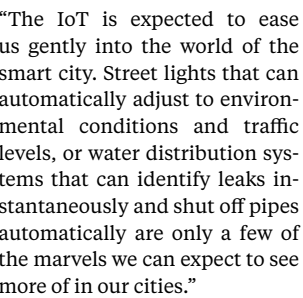 “The IoT is expected to ease
us gently into the world of the
smart city. Street lights that can
automatically adjust to environ-
mental conditions and traffic
levels, or water distribution sys-
tems that can identify leaks in-
stantaneously and shut off pipes
automatically are only a few of
the marvels we can expect to see
more of in our cities.”